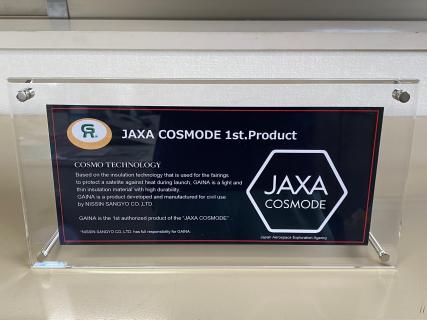 GR
JAXA COSMODE 1st.Product
COSMO TECHNOLOGY
Based on the insulation technology that is used for the fairings
to protect a satelite against heat during launch, GAINA is a light and
thin insulation material with high durability.
GAINA is a product developed and manufactured for civil use
by NISSIN SANGYO CO.,LTD
GAINA is the 1st authorized product of the "JAXA COSMODE"
*NISSIN SANGYO CO, LTD. has full responsibility for GAINA.
JAXA
COSMODE
Japan Aerospace Exploration Agency